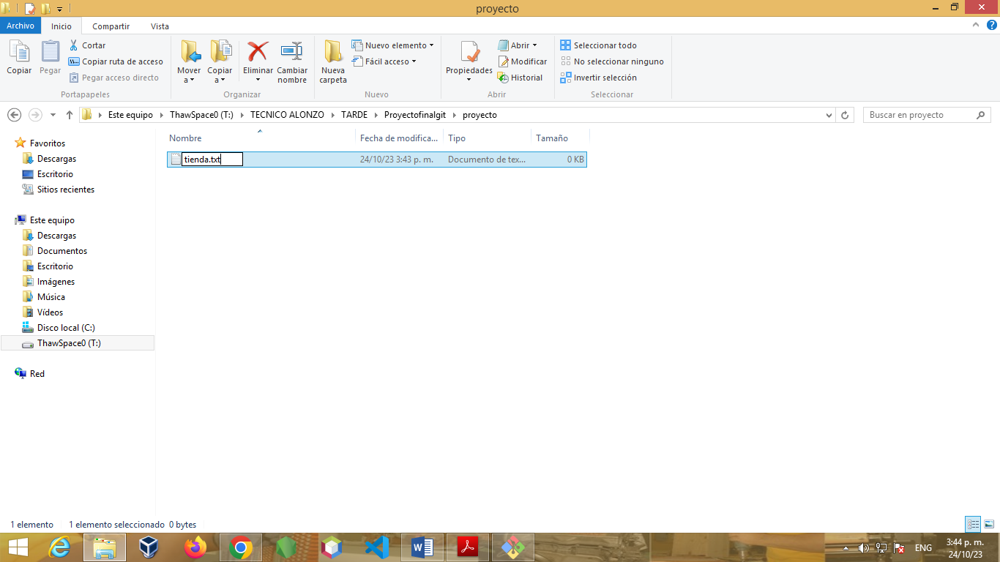 proyecto
Archivo
Inicio
Compartir
Vista
Copiar
Pegar
Cortar
Copiar ruta de acceso
Pegar acceso directo
Portapapeles
Mover a
Copiar a
Eliminar
Cambiar nombre
Organizar
Nueva carpeta
Nuevo elemento
Fácil acceso
Nuevo
Propiedades
Abrir
Modificar
Historial
Abrir
Seleccionar todo
No seleccionar ninguno
Invertir selección
Seleccionar
Este equipo
ThawSpace0 (T:)
TECNICO ALONZO
TARDE
Proyectofinalgit
proyecto
Buscar en proyecto
Favoritos
Descargas
Escritorio
Sitios recientes
Este equipo
Descargas
Documentos
Escritorio
Imágenes
Música
Vídeos
Disco local (C:)
ThawSpace0 (T:)
Red
Nombre
Fecha de modifica...
Tipo
Tamaño
tienda.txt
24/10/23 3:43 p. m.
Documento de tex...
0 KB
1 elemento
1 elemento seleccionado 0 bytes
ENG
3:44 p. m.
24/10/23